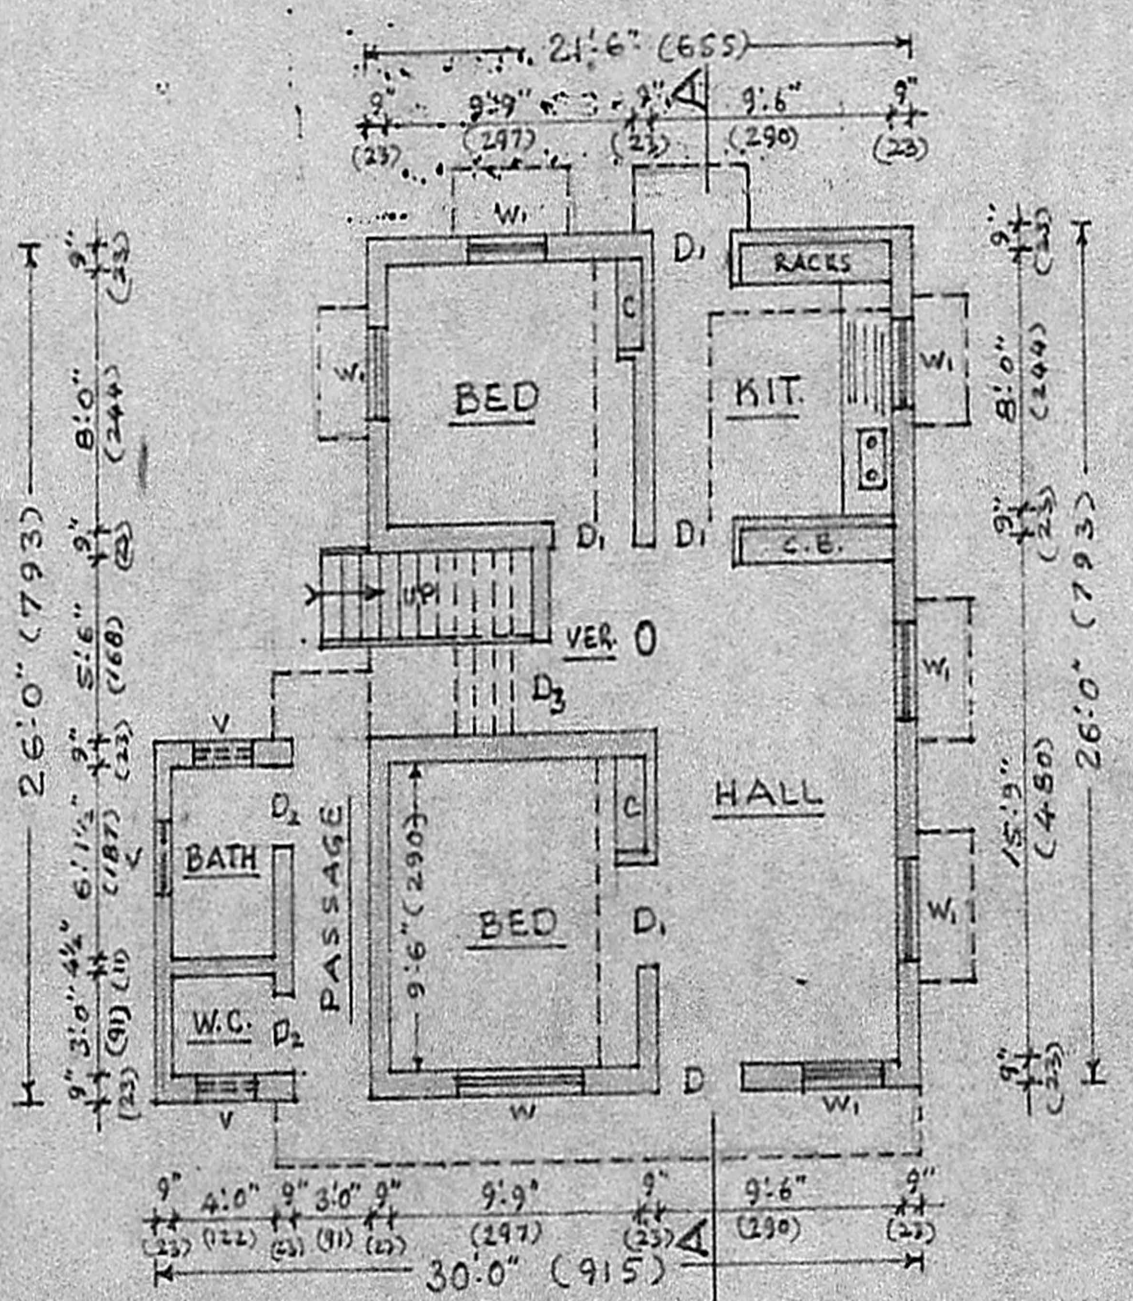 21'-6" (655)
9" 9'-9" 9" A 9'-6" 9"
(23) (297) (23) (290) (23)
W1
D1
RACKS
C
W1
BED
KIT.
W1
D1
D1
C.B.
UP
VER. O
D3
W1
V
D2
BATH
V
PASSAGE
9'-6" (290)
C
BED
D1
HALL
W1
W.C.
D2
V
W
D
W1
26'-0" (793)
9" 8'-0" 9" 5'-6" 9" 6'-1½" 4½" 3'-0" 9"
(23) (244) (23) (168) (23) (187) (11) (91) (23)
9" 8'-0" 9" 15'-9" 9"
(23) (244) (23) (480) (23)
26'-0" (793)
9" 4'-0" 9" 3'-0" 9" 9'-9" 9" 9'-6" 9"
(23) (122) (23) (91) (23) (297) (23) A (290) (23)
30'-0" (915)